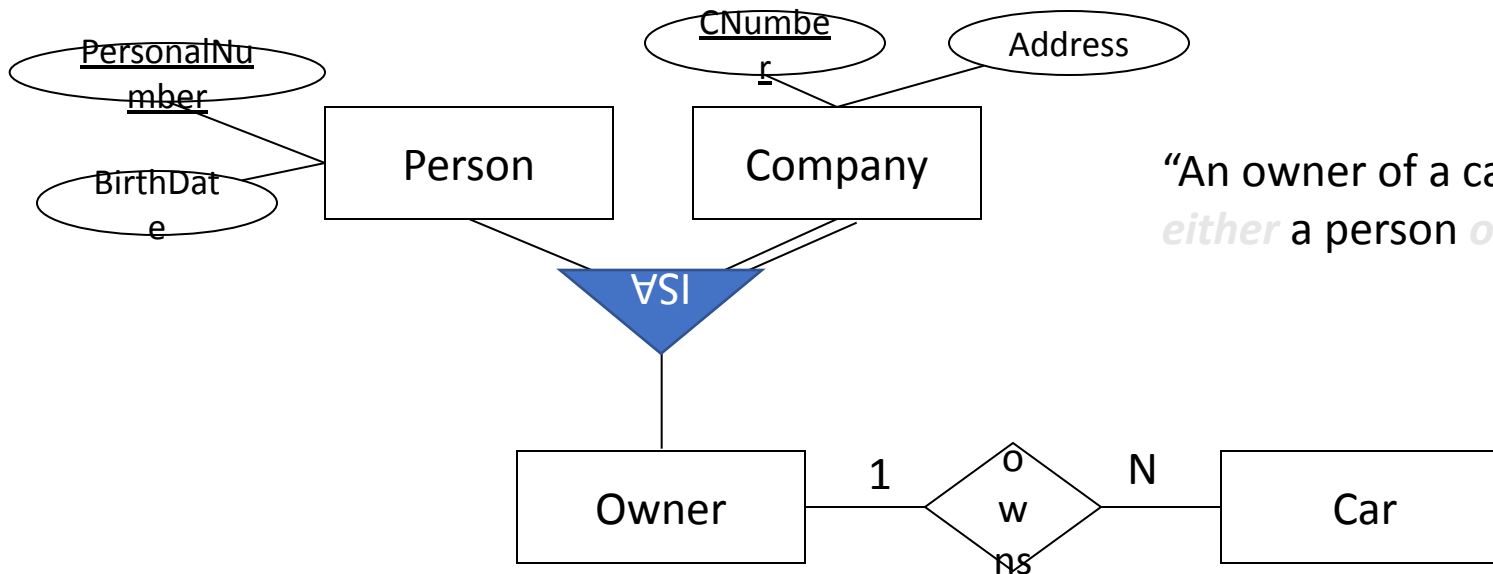 PersonalNu
mber
BirthDat
e
Person
CNumbe
r
Address
Company
“An owner of a ca
either a person o
ISA
Owner
1
o
w
ns
N
Car